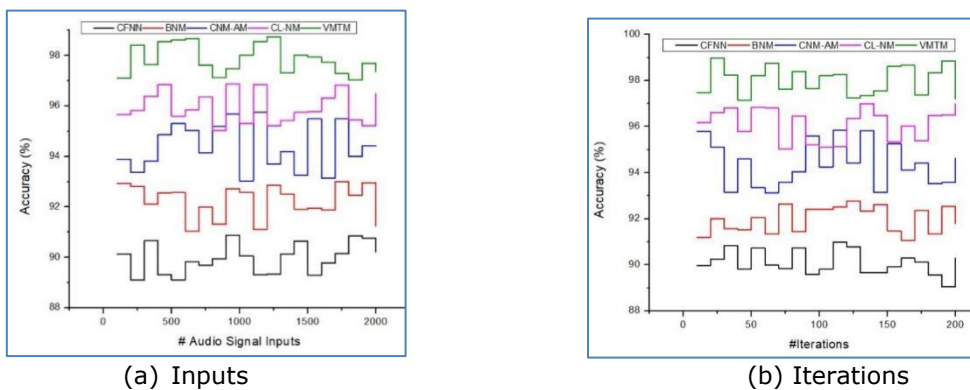 CFNN BNM CNM-AM CL-NM VMTM
Accuracy (%)
98
96
94
92
90
88
0 500 1000 1500 2000
# Audio Signal Inputs
(a) Inputs
CFNN BNM CNM-AM CL-NM VMTM
Accuracy (%)
100
98
96
94
92
90
88
0 50 100 150 200
#Iterations
(b) Iterations